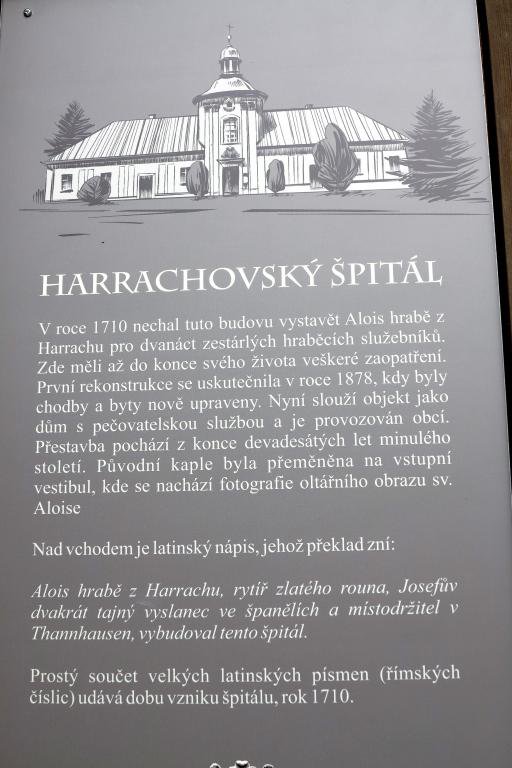 HARRACHOVSKÝ ŠPITÁL
V roce 1710 nechal tuto budovu vystavět Alois hrabě z
Harrachu pro dvanáct zestárlých hraběcích služebníků.
Zde měli až do konce svého života veškeré zaopatření.
První rekonstrukce se uskutečnila v roce 1878, kdy byly
chodby a byty nově upraveny. Nyní slouží objekt jako
dům s pečovatelskou službou a je provozován obcí.
Přestavba pochází z konce devadesátých let minulého
století. Původní kaple byla přeměněna na vstupní
vestibul, kde se nachází fotografie oltářního obrazu sv.
Aloise
Nad vchodem je latinský nápis, jehož překlad zní:
Alois hrabě z Harrachu, rytíř zlatého rouna, Josefův
dvakrát tajný vyslanec ve španělích a místodržitel v
Thannhausen, vybudoval tento špitál.
Prostý součet velkých latinských písmen (římských
číslic) udává dobu vzniku špitálu, rok 1710.